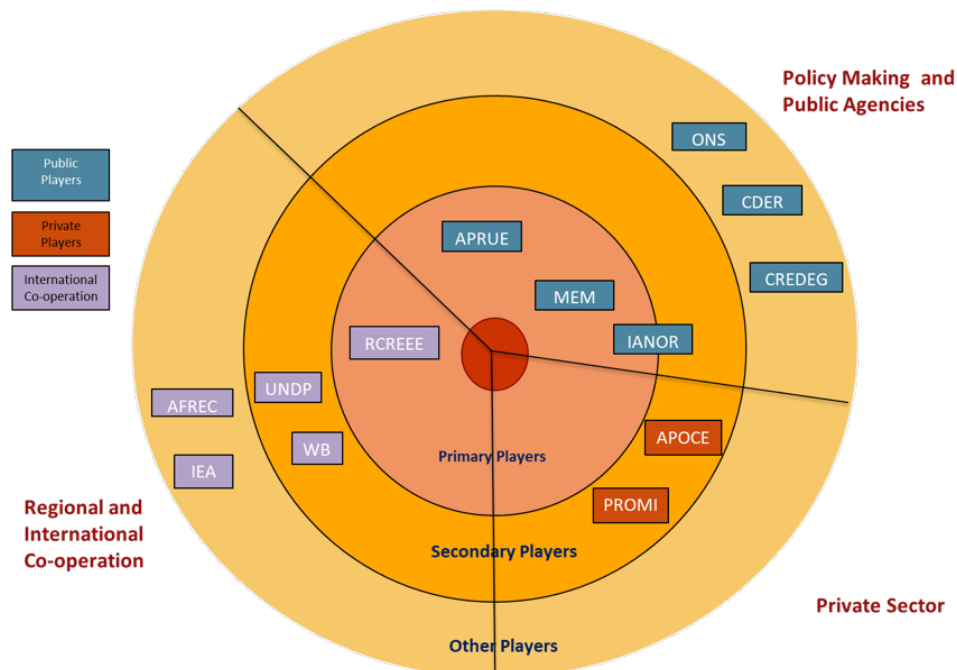 Policy Making and
Public Agencies
ONS
Public
Players
CDER
Private
Players
APRUE
CREDEG
International
Co-operation
MEM
RCREEE
IANOR
UNDP
AFREC
APOCE
WB
Primary Players
IEA
PROMI
Regional and
International
Co-operation
Secondary Players
Private Sector
Other Players